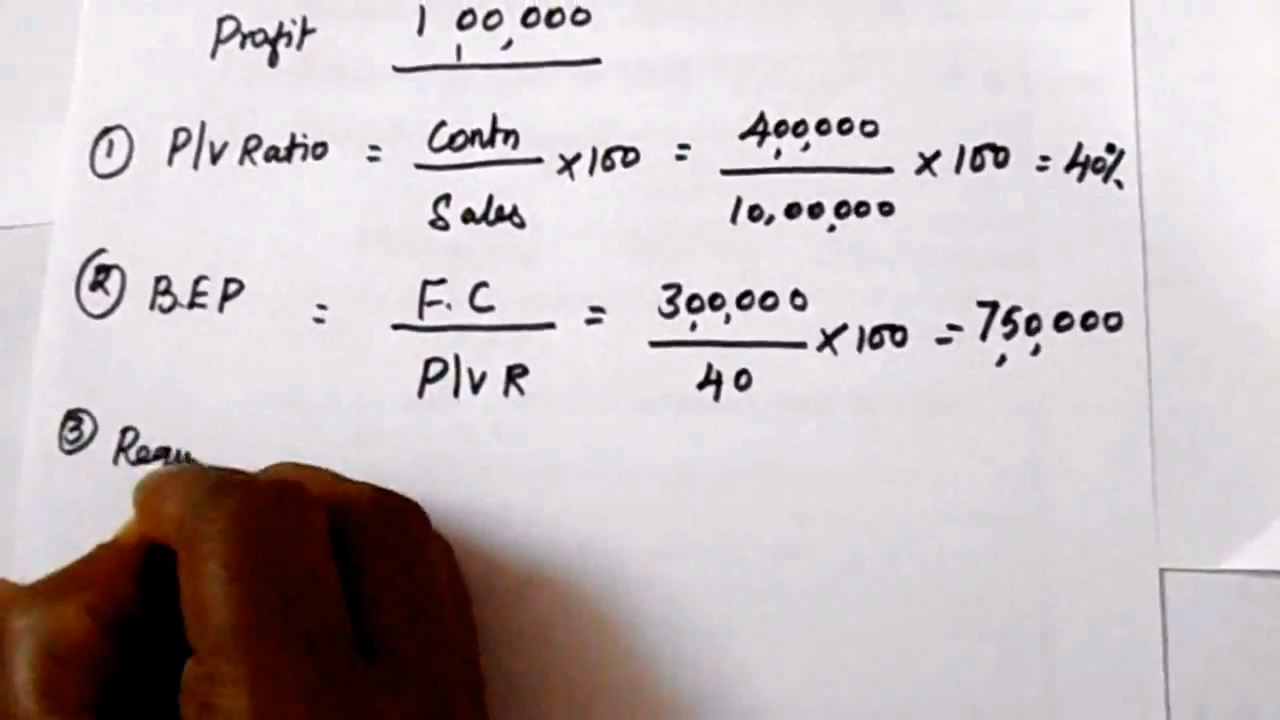 Profit 1,00,000
① P/V Ratio = Contn / Sales × 100 = 4,00,000 / 10,00,000 × 100 = 40%
② B.E.P = F.C / P/V R = 3,00,000 / 40 × 100 = 7,50,000
③ Requ